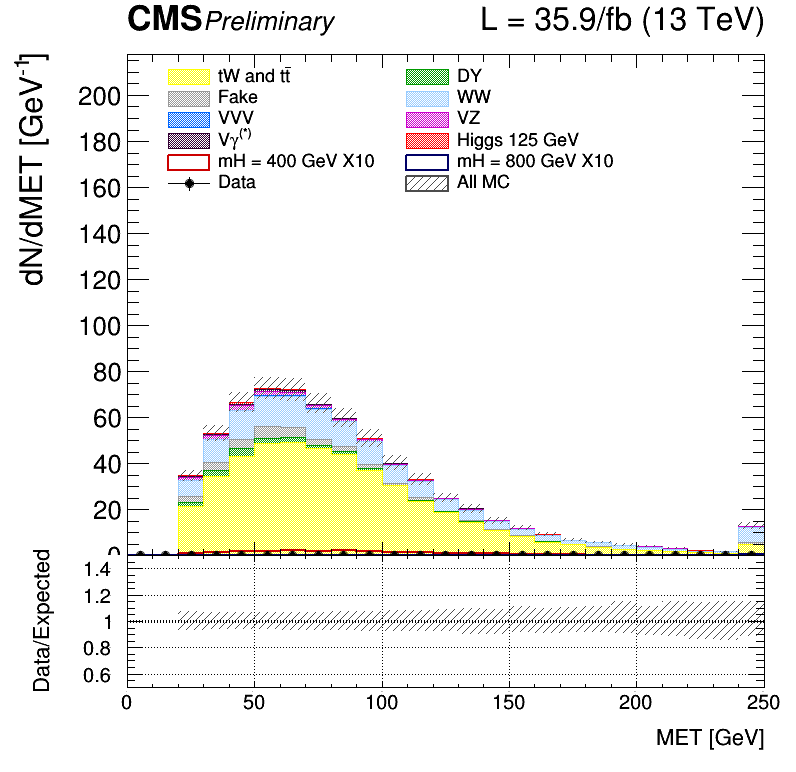 CMS Preliminary L = 35.9/fb (13 TeV)
dN/dMET [GeV⁻¹]
tW and tt̄ DY
Fake WW
VVV VZ
Vγ(*) Higgs 125 GeV
mH = 400 GeV X10 mH = 800 GeV X10
Data All MC
200
180
160
140
120
100
80
60
40
20
0
Data/Expected
1.4
1.2
1
0.8
0.6
0 50 100 150 200 250
MET [GeV]